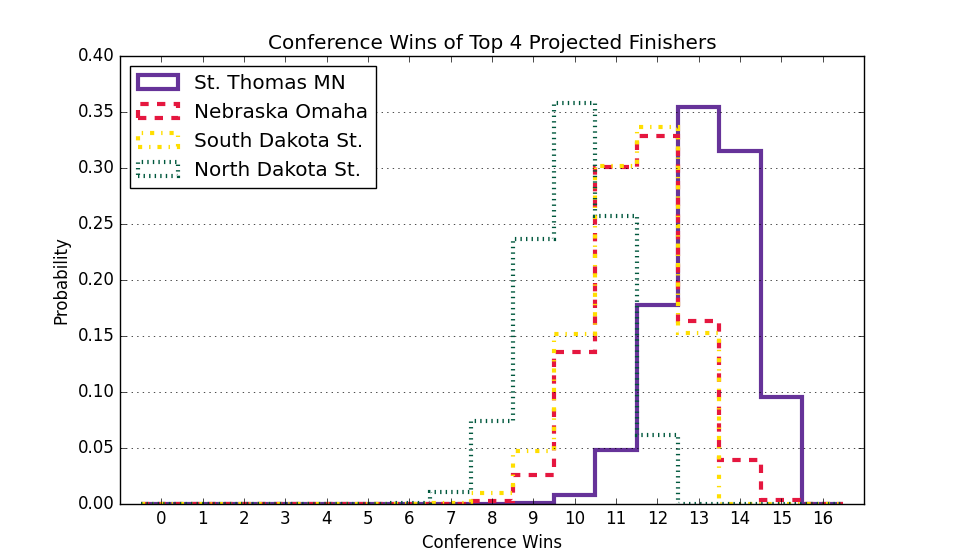 Conference Wins of Top 4 Projected Finishers
0.40
0.35
0.30
0.25
0.20
0.15
0.10
0.05
0.00
Probability
St. Thomas MN
Nebraska Omaha
South Dakota St.
North Dakota St.
0 1 2 3 4 5 6 7 8 9 10 11 12 13 14 15 16
Conference Wins